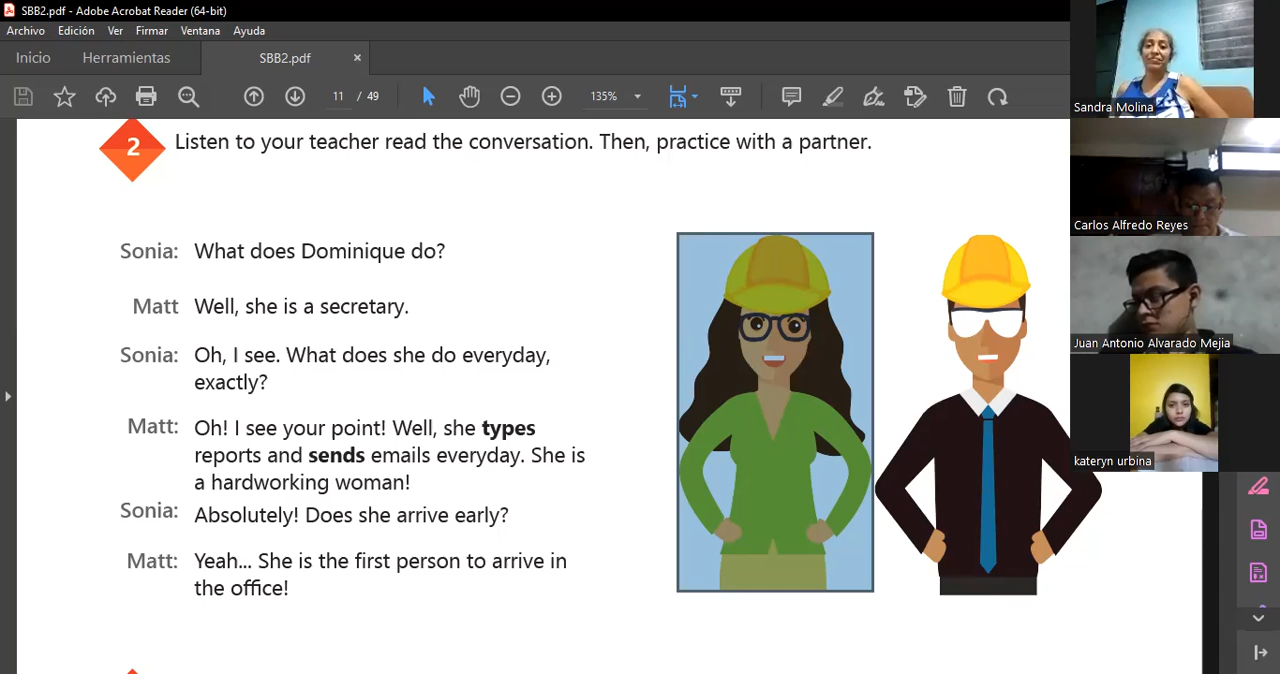 SBB2.pdf - Adobe Acrobat Reader (64-bit)
Archivo Edición Ver Firmar Ventana Ayuda
Inicio Herramientas SBB2.pdf ×
11 / 49 135%
2 Listen to your teacher read the conversation. Then, practice with a partner.
Sonia: What does Dominique do?
Matt Well, she is a secretary.
Sonia: Oh, I see. What does she do everyday,
exactly?
Matt: Oh! I see your point! Well, she types
reports and sends emails everyday. She is
a hardworking woman!
Sonia: Absolutely! Does she arrive early?
Matt: Yeah... She is the first person to arrive in
the office!
Sandra Molina
Carlos Alfredo Reyes
Juan Antonio Alvarado Mejia
kateryn urbina